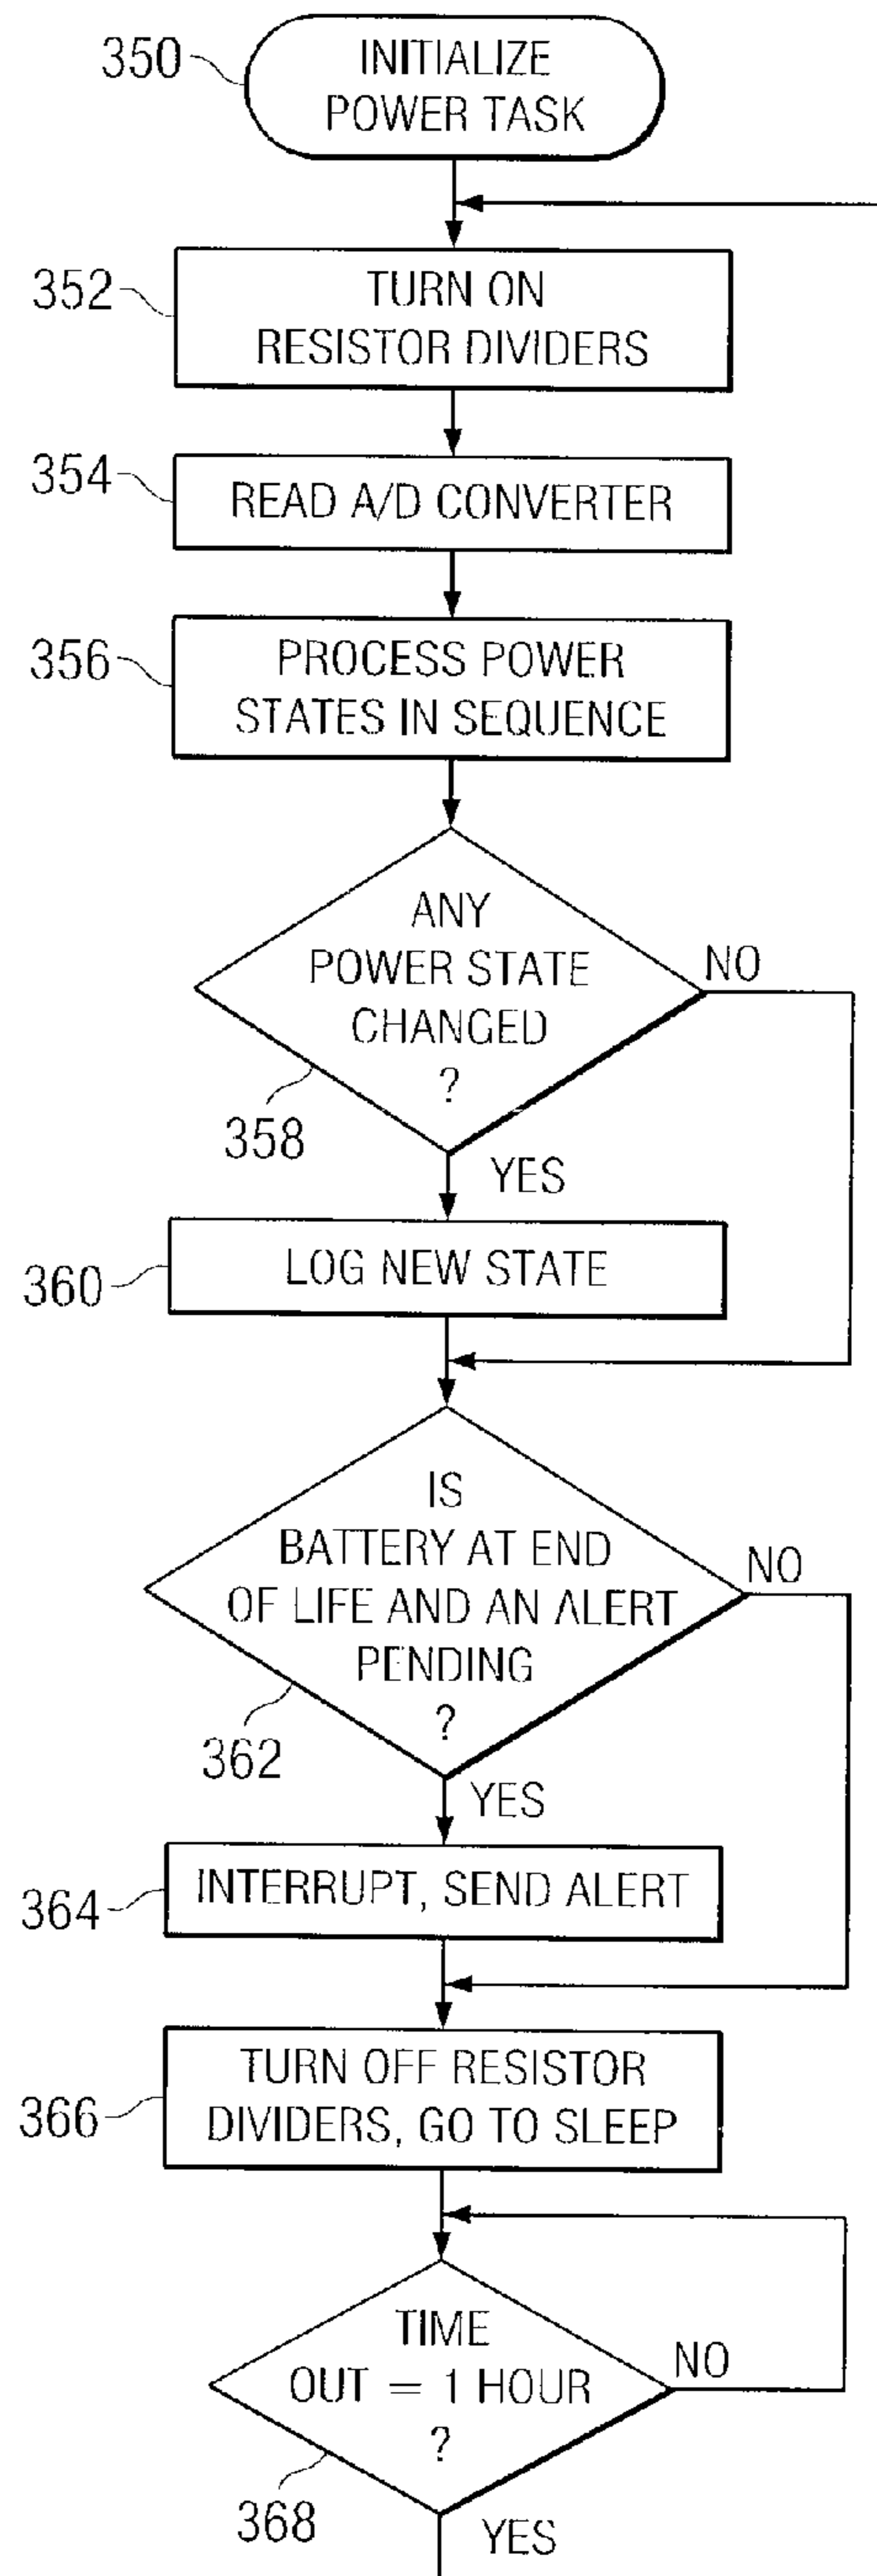 350
INITIALIZE
POWER TASK
352
TURN ON
RESISTOR DIVIDERS
354
READ A/D CONVERTER
356
PROCESS POWER
STATES IN SEQUENCE
ANY
POWER STATE
CHANGED
?
NO
358
YES
360
LOG NEW STATE
IS
BATTERY AT END
OF LIFE AND AN ALERT
PENDING
?
NO
362
YES
364
INTERRUPT, SEND ALERT
366
TURN OFF RESISTOR
DIVIDERS, GO TO SLEEP
TIME
OUT = 1 HOUR
?
NO
368
YES